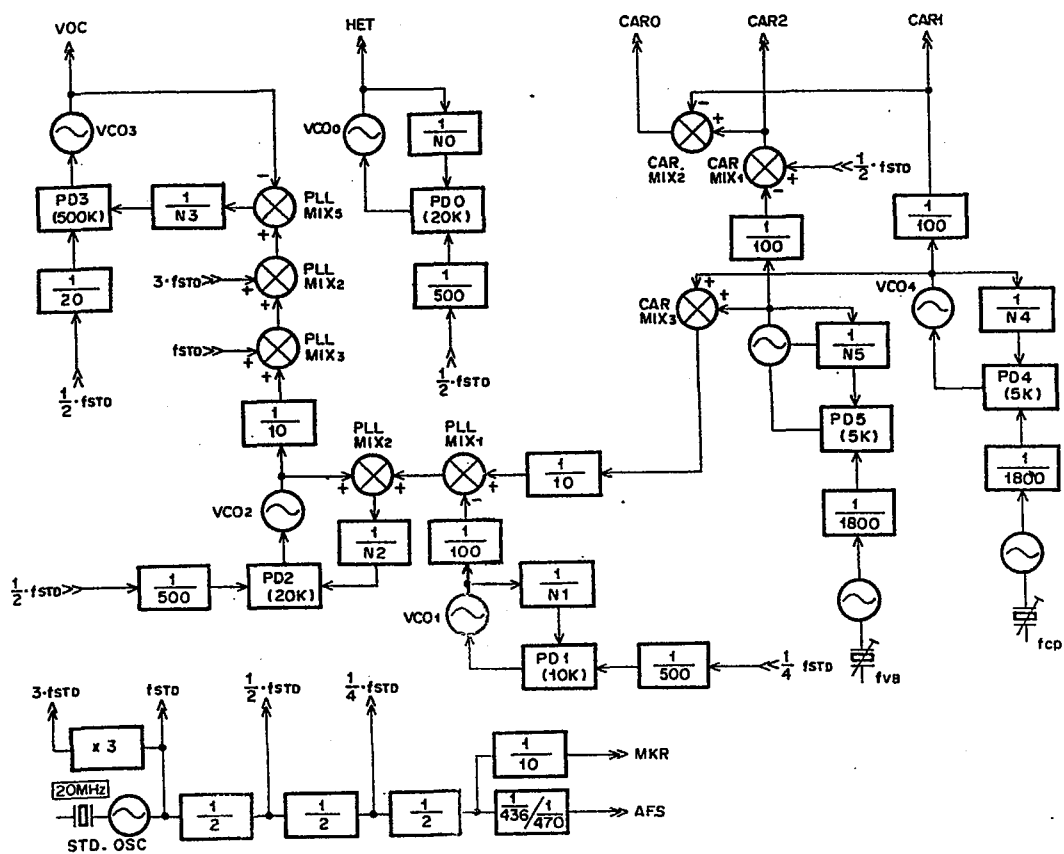 VOC
HET
CAR0
CAR2
CAR1
VCO3
VCO0
1/N0
CAR MIX2
CAR MIX1
1/2·fSTD
PD3 (500K)
1/N3
PLL MIX5
PD0 (20K)
1/100
1/100
1/20
3·fSTD
PLL MIX2
1/500
CAR MIX3
VCO4
1/N4
fSTD
PLL MIX3
1/N5
1/2·fSTD
1/2·fSTD
PD4 (5K)
1/10
PLL MIX2
PLL MIX1
1/10
PD5 (5K)
1/1800
VCO2
1/N2
1/100
1/1800
1/2·fSTD
1/500
PD2 (20K)
1/N1
VCO1
PD1 (10K)
1/500
1/4 fSTD
fVB
fCP
3·fSTD
fSTD
1/2·fSTD
1/4·fSTD
x 3
1/10
MKR
20MHz
1/2
1/2
1/2
1/436/1/470
AFS
STD. OSC